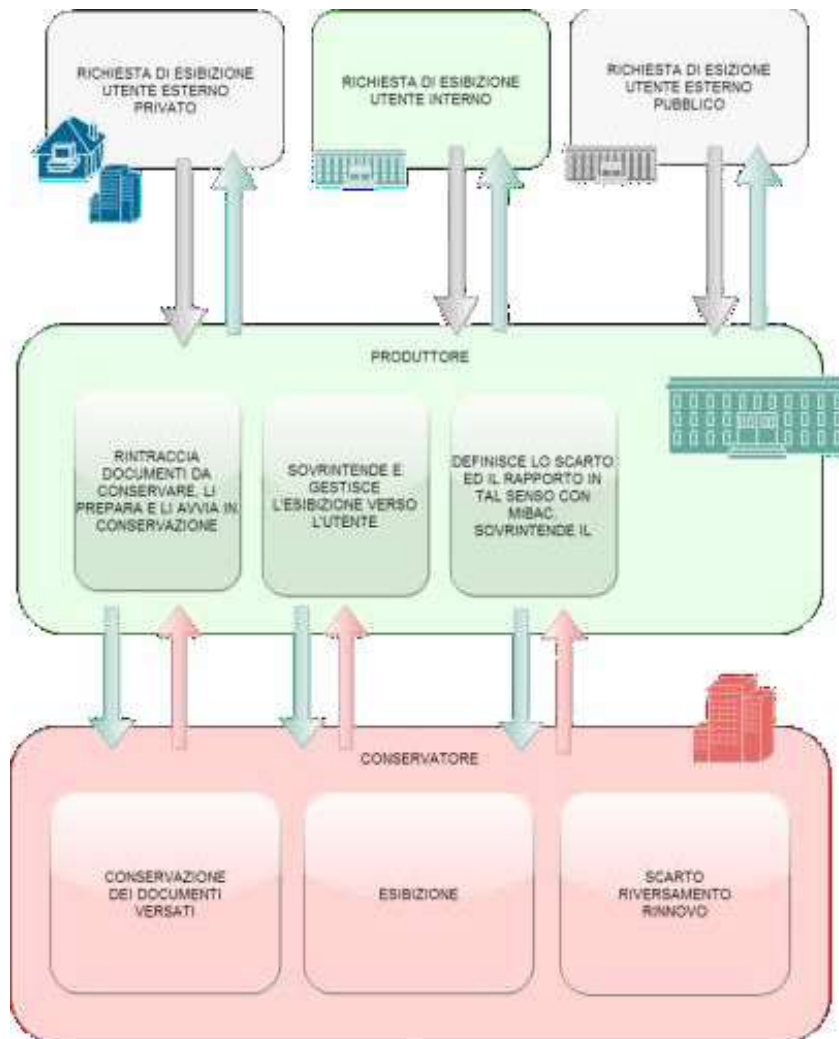 RICHIESTA DI ESIBIZIONE
UTENTE ESTERNO
PRIVATO
RICHIESTA DI ESIBIZIONE
UTENTE INTERNO
RICHIESTA DI ESIZIONE
UTENTE ESTERNO
PUBBLICO
PRODUTTORE
RINTRACCIA
DOCUMENTI DA
CONSERVARE, LI
PREPARA E LI AVVIA IN
CONSERVAZIONE
SOVRINTENDE E
GESTISCE
L'ESIBIZIONE VERSO
L'UTENTE
DEFINISCE LO SCARTO
ED IL RAPPORTO IN
TAL SENSO CON
MIBAC.
SOVRINTENDE IL
CONSERVATORE
CONSERVAZIONE
DEI DOCUMENTI
VERSATI
ESIBIZIONE
SCARTO
RIVERSAMENTO
RINNOVO